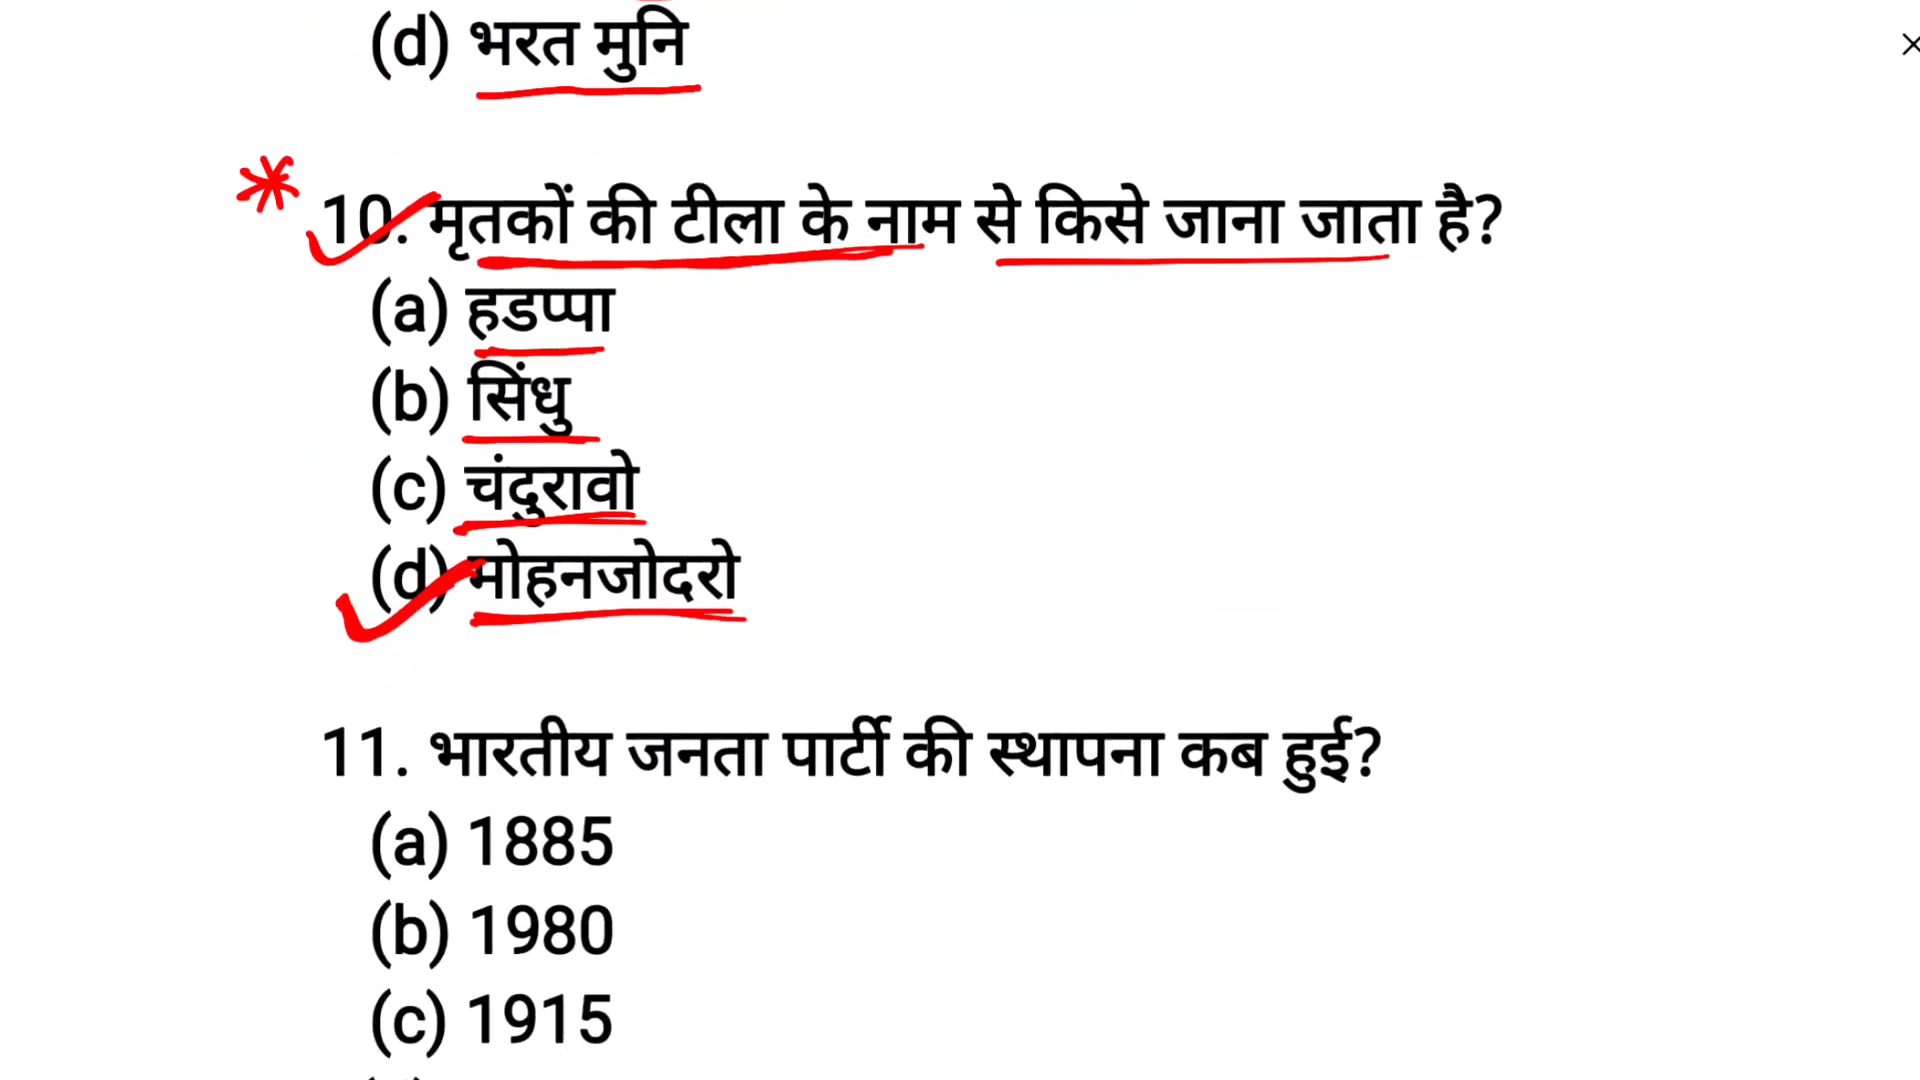 (d) भरत मुनि
10. मृतकों की टीला के नाम से किसे जाना जाता है?
(a) हडप्पा
(b) सिंधु
(c) चंदुरावो
(d) मोहनजोदरो
11. भारतीय जनता पार्टी की स्थापना कब हुई?
(a) 1885
(b) 1980
(c) 1915